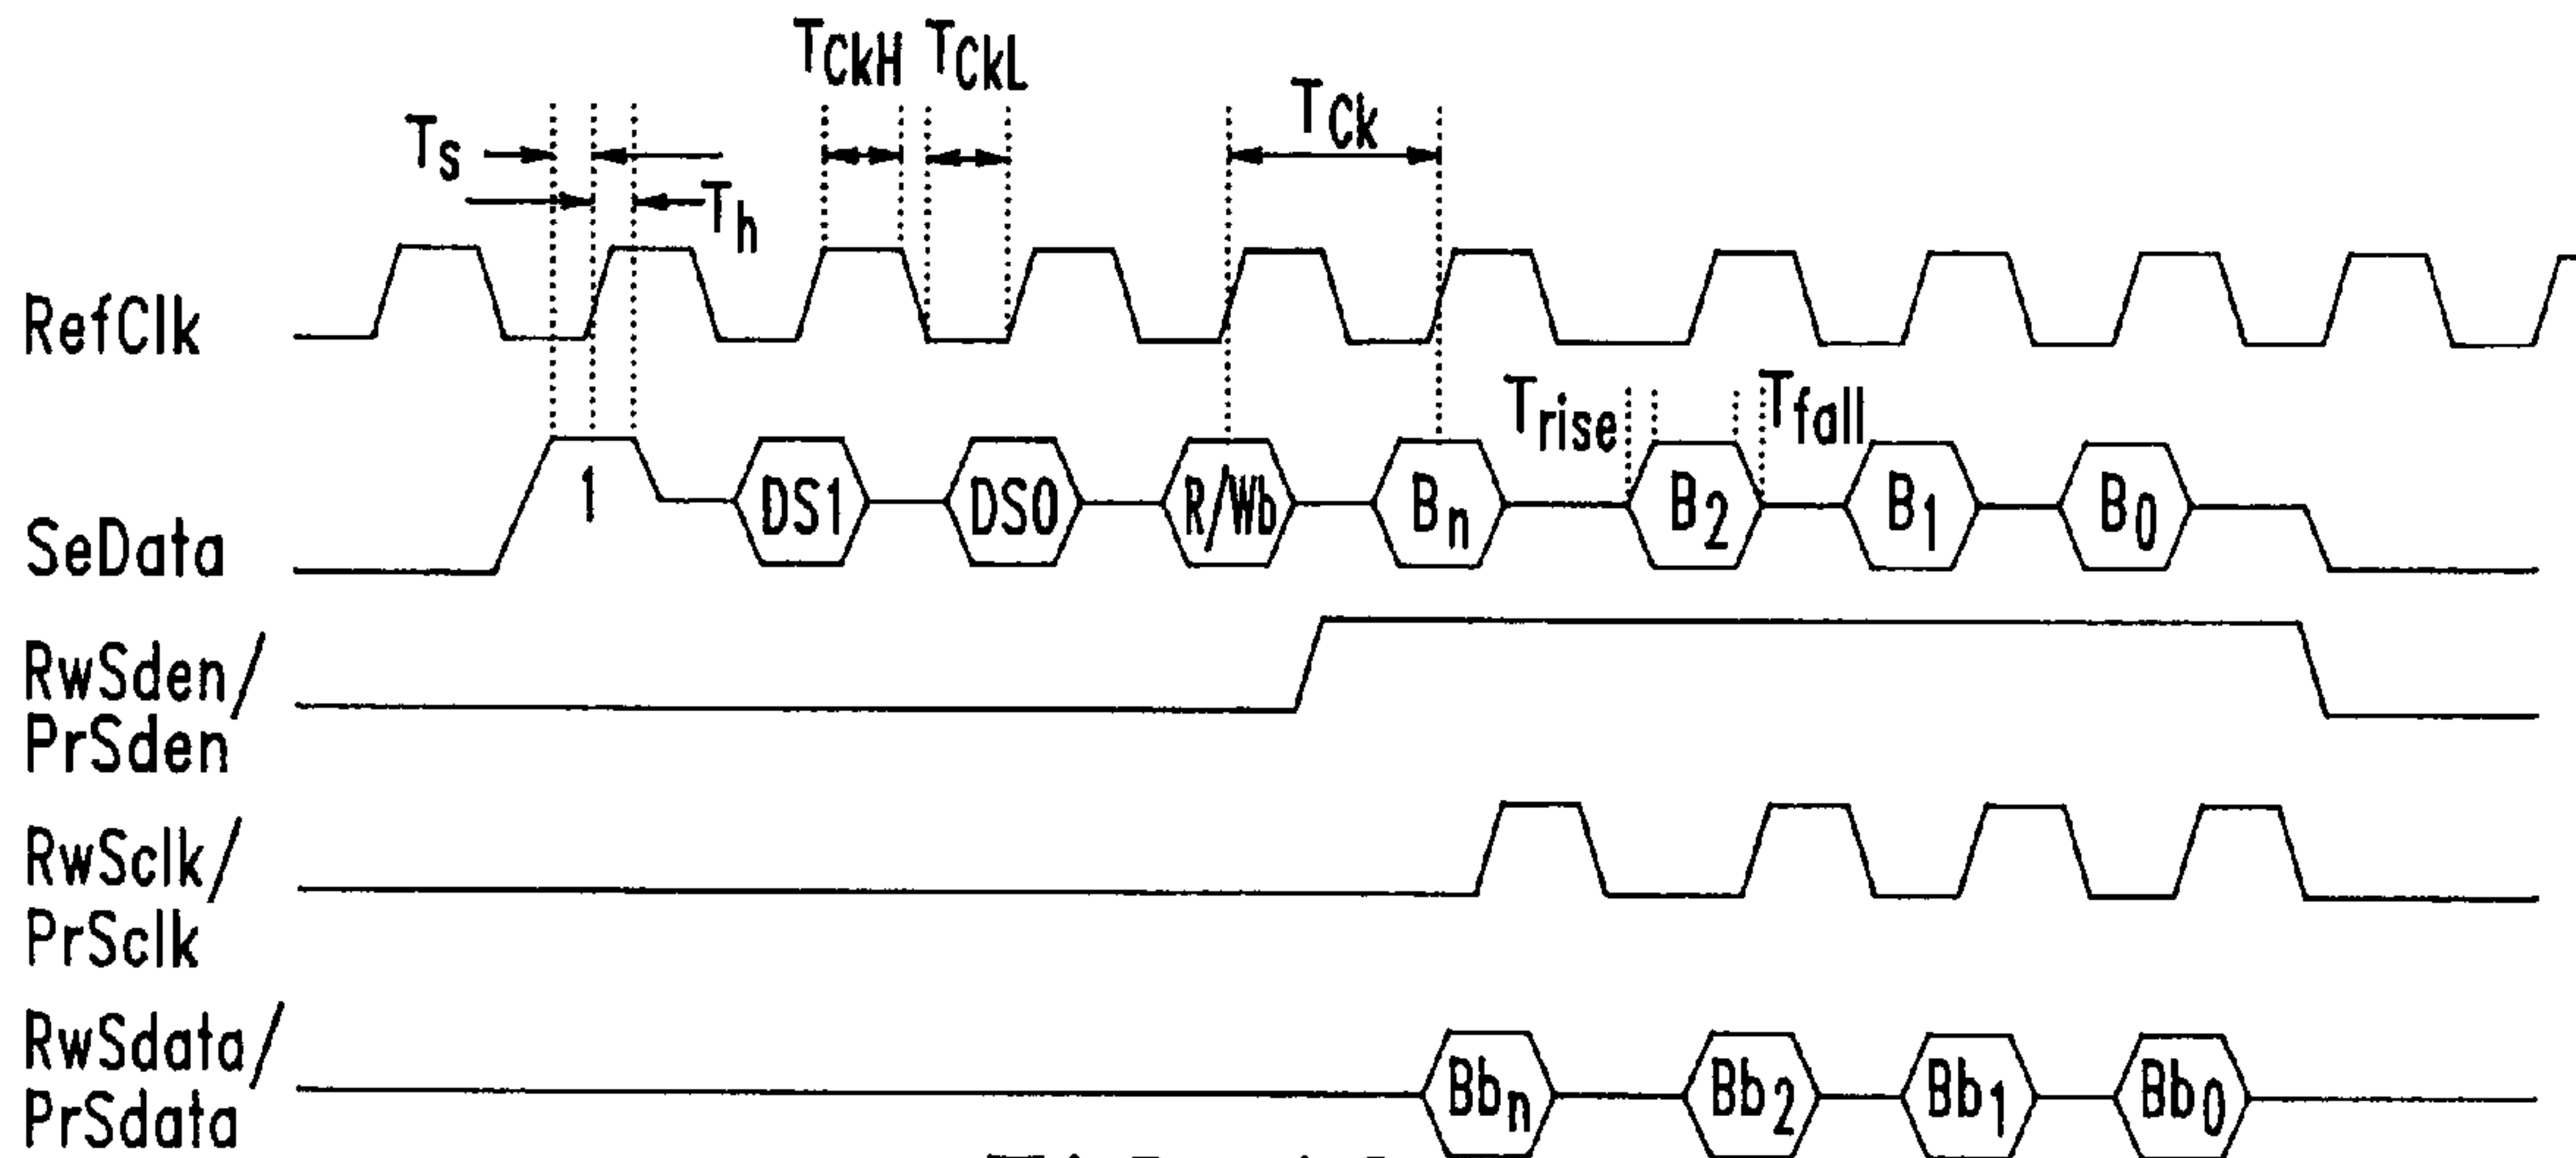 TCkH TCkL
TCk
Ts
Th
RefClk
Trise Tfall
1 DS1 DS0 R/Wb Bn B2 B1 B0
SeData
RwSden/
PrSden
RwSclk/
PrSclk
RwSdata/
PrSdata
Bbn Bb2 Bb1 Bb0